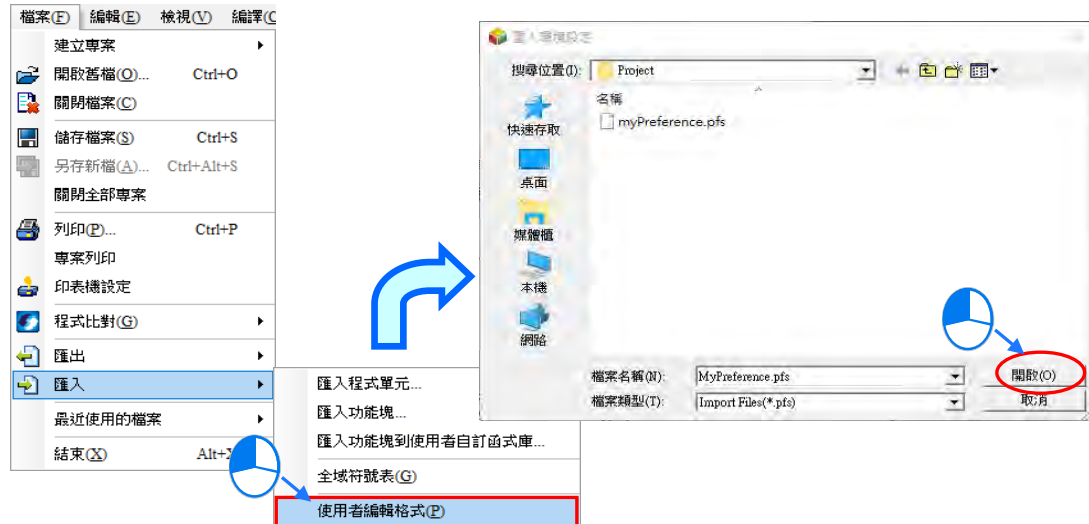 檔案(F) 編輯(E) 檢視(V) 編譯(C
建立專案
開啟舊檔(O)... Ctrl+O
關閉檔案(C)
儲存檔案(S) Ctrl+S
另存新檔(A)... Ctrl+Alt+S
關閉全部專案
列印(P)... Ctrl+P
專案列印
印表機設定
程式比對(G)
匯出
匯入
最近使用的檔案
結束(X) Alt+
匯入程式單元...
匯入功能塊...
匯入功能塊到使用者自訂函式庫...
全域符號表(G)
使用者編輯格式(P)
匯入環境設定
搜尋位置(I): Project
名稱
myPreference.pfs
快速存取
桌面
媒體櫃
本機
網路
檔案名稱(N): MyPreference.pfs 開啟(O)
檔案類型(T): Import Files(*.pfs) 取消